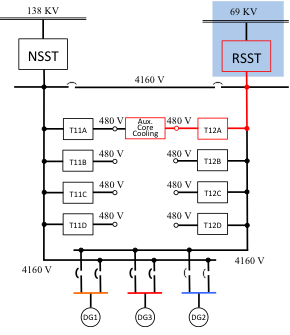 138 KV
69 KV
NSST
RSST
4160 V
T11A
480 V
Aux.
Core
Cooling
480 V
T12A
T11B
480 V
480 V
T12B
T11C
480 V
480 V
T12C
T11D
480 V
480 V
T12D
4160 V
4160 V
DG1
DG3
DG2